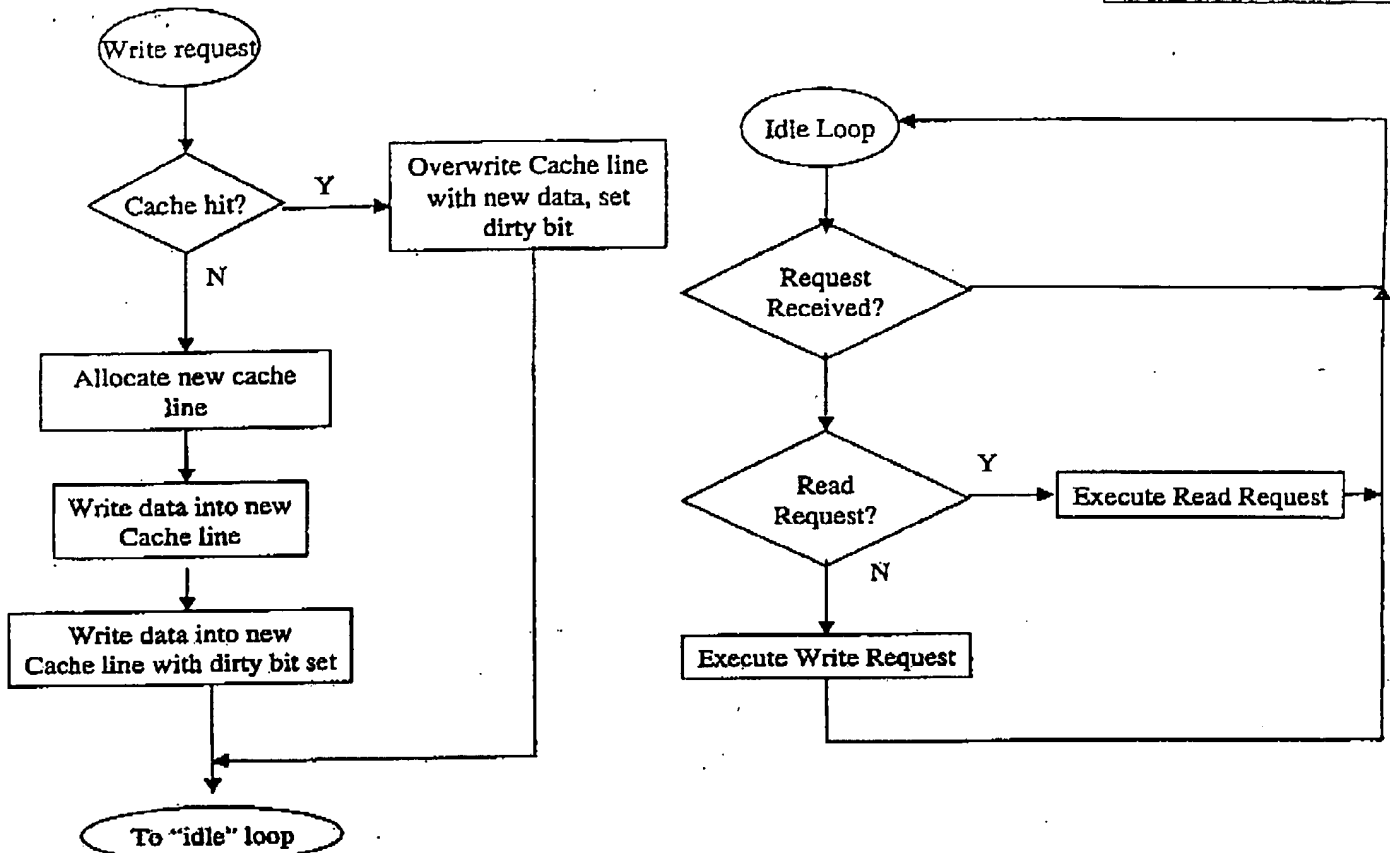 Write request
Cache hit?
Y
Overwrite Cache line
with new data, set
dirty bit
N
Allocate new cache
line
Write data into new
Cache line
Write data into new
Cache line with dirty bit set
To "idle" loop
Idle Loop
Request
Received?
Read
Request?
Y
Execute Read Request
N
Execute Write Request